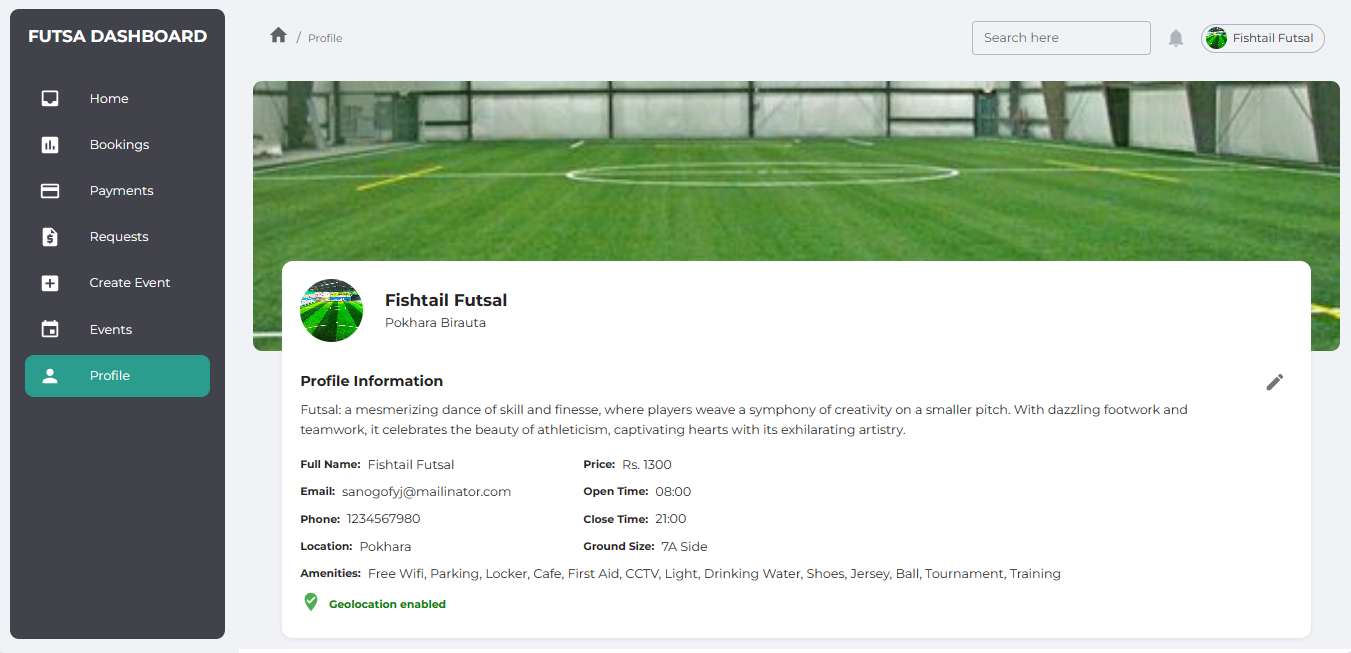 FUTSA DASHBOARD
Home
Bookings
Payments
Requests
Create Event
Events
Profile
/ Profile
Search here
Fishtail Futsal
Fishtail Futsal
Pokhara Birauta
Profile Information
Futsal: a mesmerizing dance of skill and finesse, where players weave a symphony of creativity on a smaller pitch. With dazzling footwork and
teamwork, it celebrates the beauty of athleticism, captivating hearts with its exhilarating artistry.
Full Name: Fishtail Futsal
Price: Rs. 1300
Email: sanogofyj@mailinator.com
Open Time: 08:00
Phone: 1234567980
Close Time: 21:00
Location: Pokhara
Ground Size: 7A Side
Amenities: Free Wifi, Parking, Locker, Cafe, First Aid, CCTV, Light, Drinking Water, Shoes, Jersey, Ball, Tournament, Training
Geolocation enabled